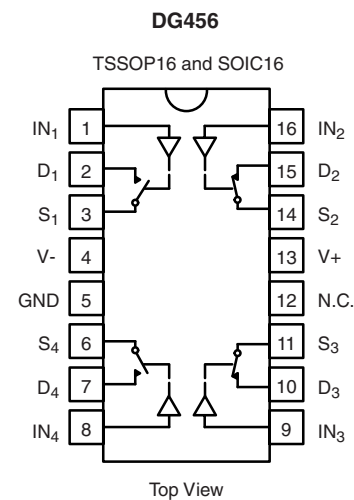 DG456
TSSOP16 and SOIC16
IN1 1 16 IN2
D1 2 15 D2
S1 3 14 S2
V- 4 13 V+
GND 5 12 N.C.
S4 6 11 S3
D4 7 10 D3
IN4 8 9 IN3
Top View